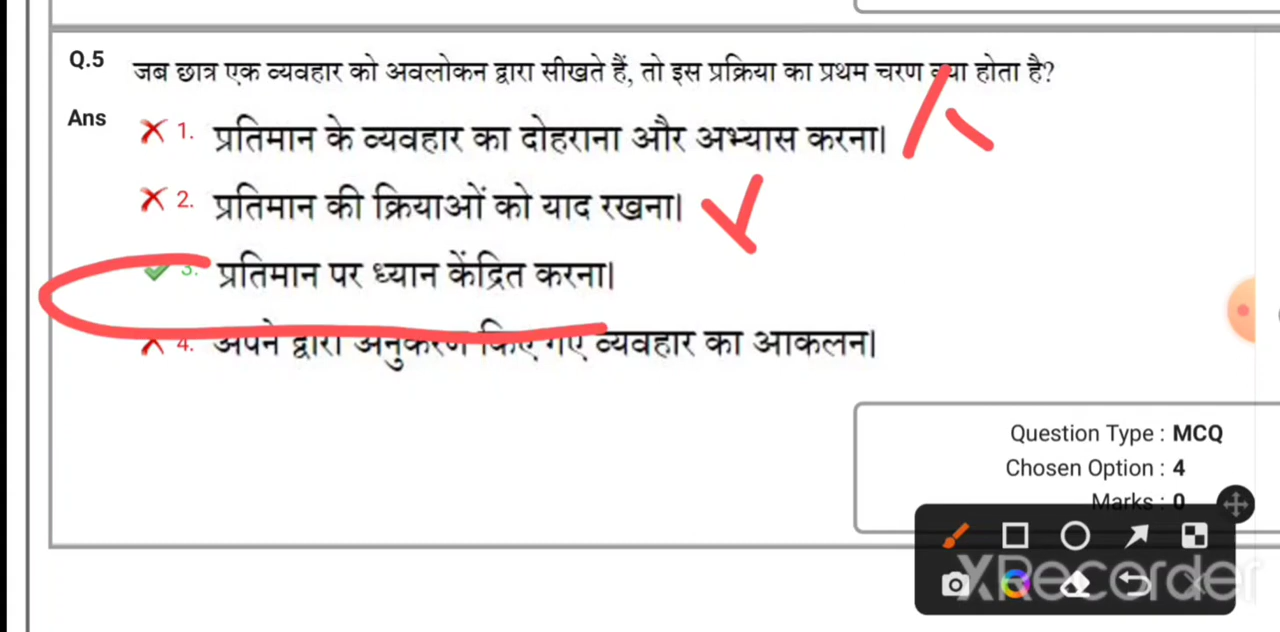 Q.5 जब छात्र एक व्यवहार को अवलोकन द्वारा सीखते हैं, तो इस प्रक्रिया का प्रथम चरण क्या होता है?
Ans 1. प्रतिमान के व्यवहार का दोहराना और अभ्यास करना।
2. प्रतिमान की क्रियाओं को याद रखना।
3. प्रतिमान पर ध्यान केंद्रित करना।
4. अपने द्वारा अनुकरण किए गए व्यवहार का आकलन।
Question Type : MCQ
Chosen Option : 4
Marks : 0
XRecorder